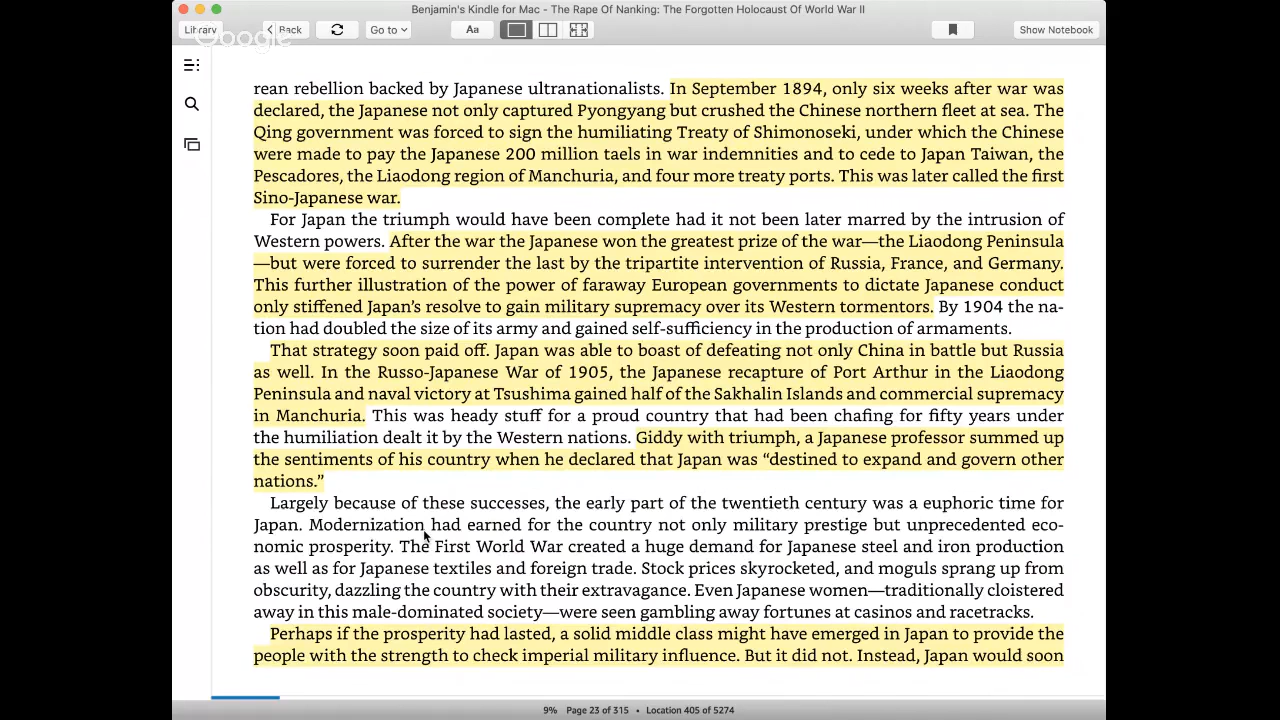 Benjamin's Kindle for Mac - The Rape Of Nanking: The Forgotten Holocaust Of World War II
Library
Back
Go to
Aa
Show Notebook
rean rebellion backed by Japanese ultranationalists. In September 1894, only six weeks after war was
declared, the Japanese not only captured Pyongyang but crushed the Chinese northern fleet at sea. The
Qing government was forced to sign the humiliating Treaty of Shimonoseki, under which the Chinese
were made to pay the Japanese 200 million taels in war indemnities and to cede to Japan Taiwan, the
Pescadores, the Liaodong region of Manchuria, and four more treaty ports. This was later called the first
Sino-Japanese war.
For Japan the triumph would have been complete had it not been later marred by the intrusion of
Western powers. After the war the Japanese won the greatest prize of the war—the Liaodong Peninsula
—but were forced to surrender the last by the tripartite intervention of Russia, France, and Germany.
This further illustration of the power of faraway European governments to dictate Japanese conduct
only stiffened Japan's resolve to gain military supremacy over its Western tormentors. By 1904 the na-
tion had doubled the size of its army and gained self-sufficiency in the production of armaments.
That strategy soon paid off. Japan was able to boast of defeating not only China in battle but Russia
as well. In the Russo-Japanese War of 1905, the Japanese recapture of Port Arthur in the Liaodong
Peninsula and naval victory at Tsushima gained half of the Sakhalin Islands and commercial supremacy
in Manchuria. This was heady stuff for a proud country that had been chafing for fifty years under
the humiliation dealt it by the Western nations. Giddy with triumph, a Japanese professor summed up
the sentiments of his country when he declared that Japan was “destined to expand and govern other
nations.”
Largely because of these successes, the early part of the twentieth century was a euphoric time for
Japan. Modernization had earned for the country not only military prestige but unprecedented eco-
nomic prosperity. The First World War created a huge demand for Japanese steel and iron production
as well as for Japanese textiles and foreign trade. Stock prices skyrocketed, and moguls sprang up from
obscurity, dazzling the country with their extravagance. Even Japanese women—traditionally cloistered
away in this male-dominated society—were seen gambling away fortunes at casinos and racetracks.
Perhaps if the prosperity had lasted, a solid middle class might have emerged in Japan to provide the
people with the strength to check imperial military influence. But it did not. Instead, Japan would soon
9% Page 23 of 315 • Location 405 of 5274